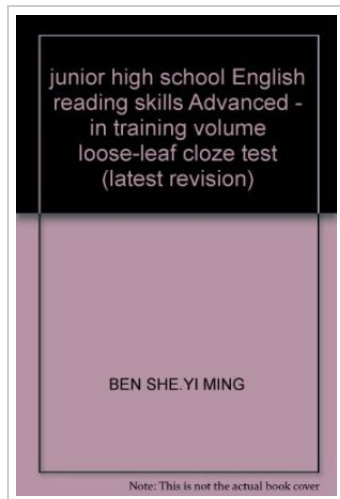 junior high school English
reading skills Advanced -
in training volume
loose-leaf cloze test
(latest revision)
BEN SHE.YI MING
Note: This is not the actual book cover